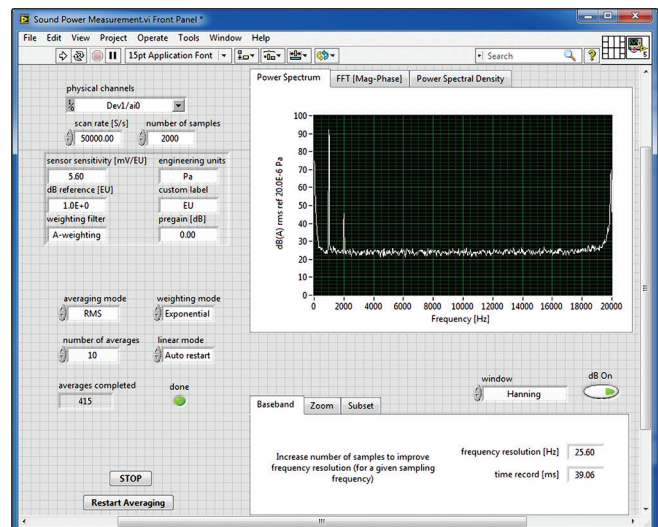 Sound Power Measurement.vi Front Panel *
File Edit View Project Operate Tools Window Help
15pt Application Font
Search
physical channels
Dev1/ai0
scan rate [S/s] number of samples
50000.00 2000
sensor sensitivity [mV/EU] engineering units
5.60 Pa
dB reference [EU] custom label
1.0E+0 EU
weighting filter pregain [dB]
A-weighting 0.00
averaging mode weighting mode
RMS Exponential
number of averages linear mode
10 Auto restart
averages completed done
415
STOP
Restart Averaging
Power Spectrum FFT [Mag-Phase] Power Spectral Density
dB(A) rms ref 20.0E-6 Pa
100
90
80
70
60
50
40
30
20
10
0
0 2000 4000 6000 8000 10000 12000 14000 16000 18000 20000
Frequency [Hz]
window dB On
Hanning
Baseband Zoom Subset
Increase number of samples to improve
frequency resolution (for a given sampling
frequency)
frequency resolution [Hz] 25.60
time record [ms] 39.06